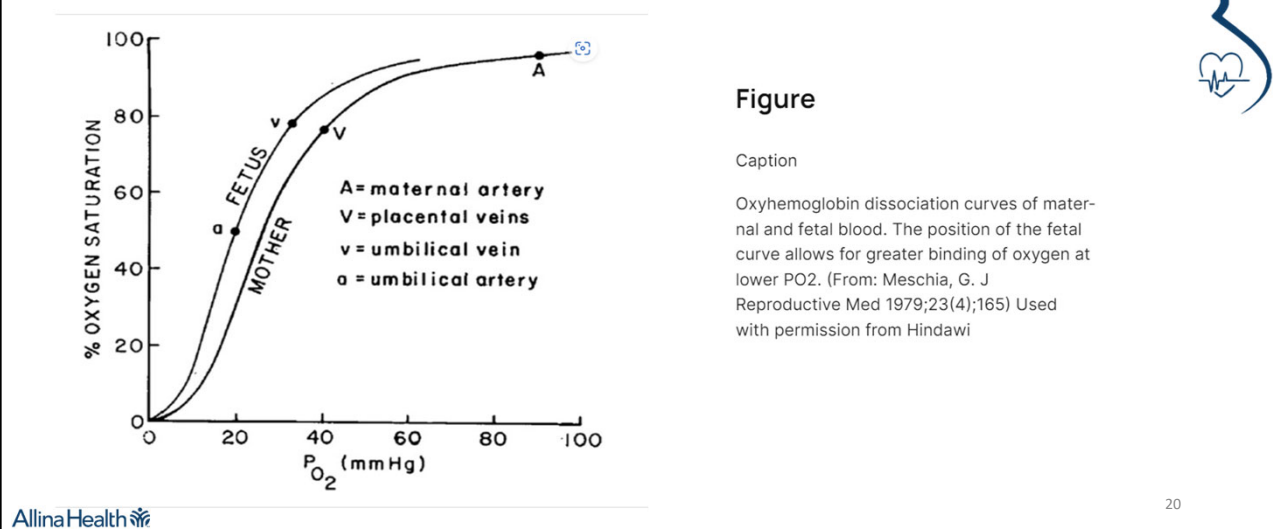 100
80
60
40
20
0
% OXYGEN SATURATION
0 20 40 60 80 100
PO2 (mmHg)
FETUS
MOTHER
v
V
a
A
A = maternal artery
V = placental veins
v = umbilical vein
a = umbilical artery
Figure
Caption
Oxyhemoglobin dissociation curves of mater-
nal and fetal blood. The position of the fetal
curve allows for greater binding of oxygen at
lower PO2. (From: Meschia, G. J
Reproductive Med 1979;23(4);165) Used
with permission from Hindawi
20
Allina Health